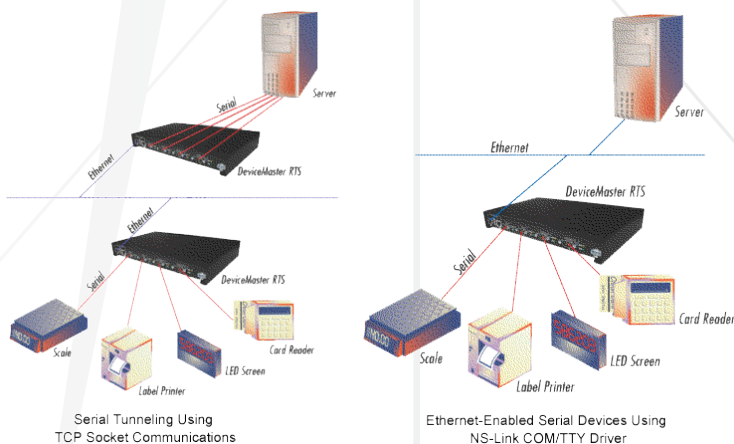 Server
Serial
DeviceMaster RTS
Ethernet
Ethernet
DeviceMaster RTS
Serial
Scale
Label Printer
LED Screen
Card Reader
Serial Tunneling Using
TCP Socket Communications
Server
Ethernet
DeviceMaster RTS
Serial
Scale
Label Printer
LED Screen
Card Reader
Ethernet-Enabled Serial Devices Using
NS-Link COM/TTY Driver